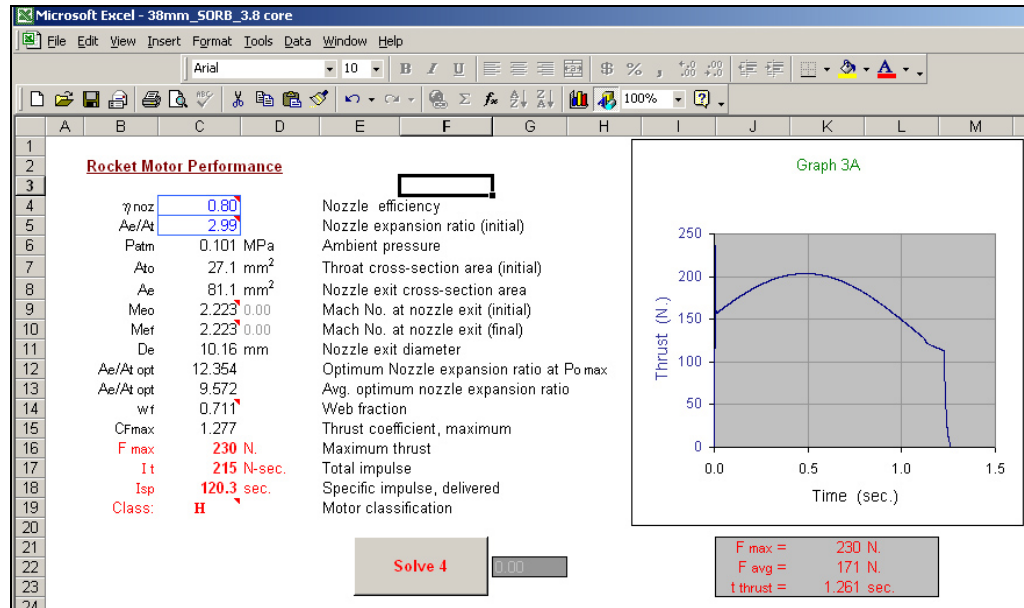 Microsoft Excel - 38mm_SORB_3.8 core
File Edit View Insert Format Tools Data Window Help
Arial 10 B I U $ % , 100%
A B C D E F G H I J K L M
1
2 Rocket Motor Performance
3
4 η noz 0.80 Nozzle efficiency
5 Ae/At 2.99 Nozzle expansion ratio (initial)
6 Patm 0.101 MPa Ambient pressure
7 Ato 27.1 mm² Throat cross-section area (initial)
8 Ae 81.1 mm² Nozzle exit cross-section area
9 Meo 2.223 0.00 Mach No. at nozzle exit (initial)
10 Mef 2.223 0.00 Mach No. at nozzle exit (final)
11 De 10.16 mm Nozzle exit diameter
12 Ae/At opt 12.354 Optimum Nozzle expansion ratio at Po max
13 Ae/At opt 9.572 Avg. optimum nozzle expansion ratio
14 wf 0.711 Web fraction
15 CFmax 1.277 Thrust coefficient, maximum
16 F max 230 N. Maximum thrust
17 It 215 N-sec. Total impulse
18 Isp 120.3 sec. Specific impulse, delivered
19 Class: H Motor classification
20
21
22 Solve 4 0.00
23
24
Graph 3A
Thrust (N.)
250
200
150
100
50
0
0.0 0.5 1.0 1.5
Time (sec.)
F max = 230 N.
F avg = 171 N.
t thrust = 1.261 sec.